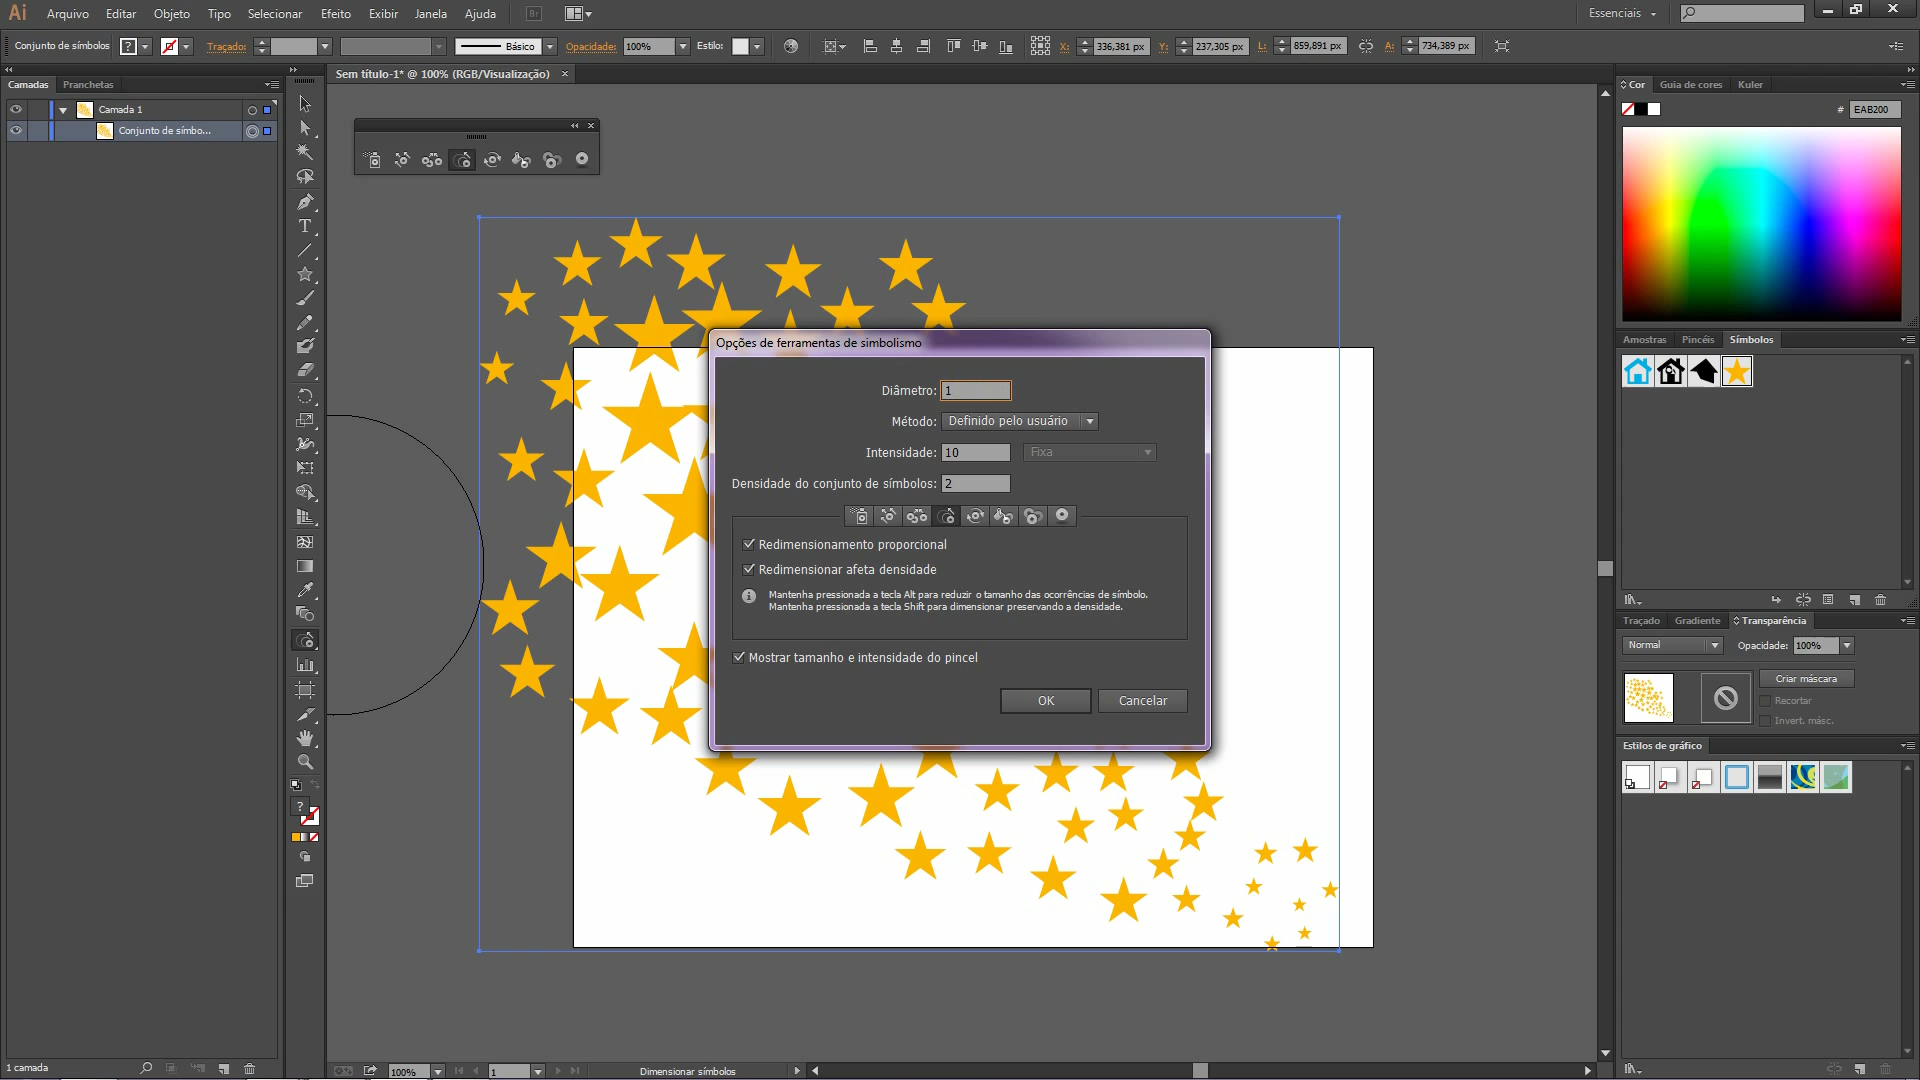 Ai Arquivo Editar Objeto Tipo Selecionar Efeito Exibir Janela Ajuda Br Essenciais
Conjunto de símbolos ? Traçado: Básico Opacidade: 100% Estilo: X: 336,381 px Y: 237,305 px L: 859,891 px A: 734,389 px
Camadas Pranchetas
Sem título-1* @ 100% (RGB/Visualização)
Camada 1
Conjunto de símbo...
Cor Guia de cores Kuler
# EAB200
Amostras Pincéis Símbolos
Opções de ferramentas de simbolismo
Diâmetro: 1
Método: Definido pelo usuário
Intensidade: 10 Fixa
Densidade do conjunto de símbolos: 2
Redimensionamento proporcional
Redimensionar afeta densidade
Mantenha pressionada a tecla Alt para reduzir o tamanho das ocorrências de símbolo.
Mantenha pressionada a tecla Shift para dimensionar preservando a densidade.
Mostrar tamanho e intensidade do pincel
OK Cancelar
Traçado Gradiente Transparência
Normal Opacidade: 100%
Criar máscara
Recortar
Invert. másc.
Estilos de gráfico
?
1 camada
100% 1 Dimensionar símbolos